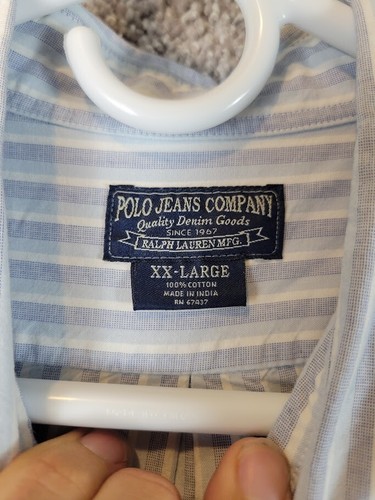 POLO JEANS COMPANY
Quality Denim Goods
SINCE 1967
RALPH LAUREN MFG.
XX-LARGE
100% COTTON
MADE IN INDIA
RN 67437